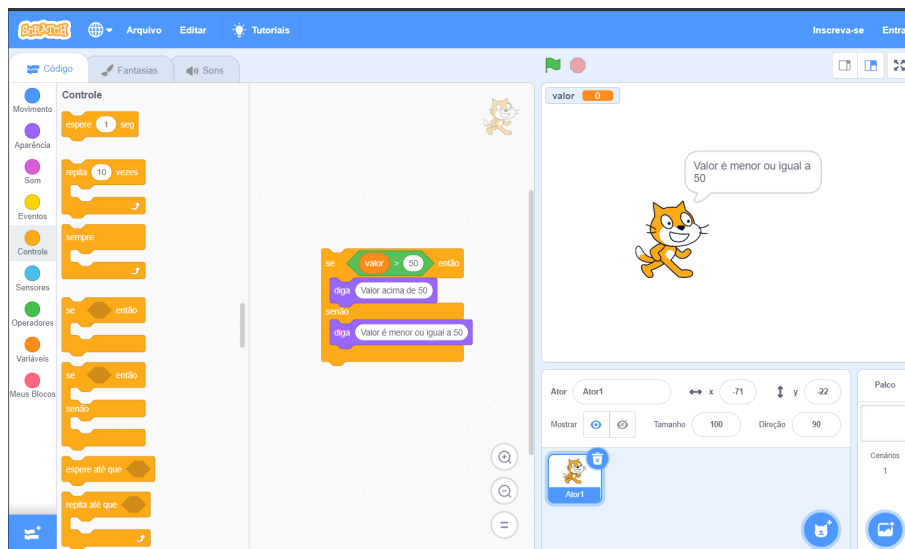 SCRATCH
Arquivo
Editar
Tutoriais
Inscreva-se
Entra
Código
Fantasias
Sons
Movimento
Aparência
Som
Eventos
Controle
Sensores
Operadores
Variáveis
Meus Blocos
Controle
espere 1 seg
repita 10 vezes
sempre
se então
se então
senão
espere até que
repita até que
se valor > 50 então
diga Valor acima de 50
senão
diga Valor é menor ou igual a 50
valor 0
Valor é menor ou igual a
50
Ator Ator1 x -71 y -22
Mostrar Tamanho 100 Direção 90
Ator1
Palco
Cenários
1